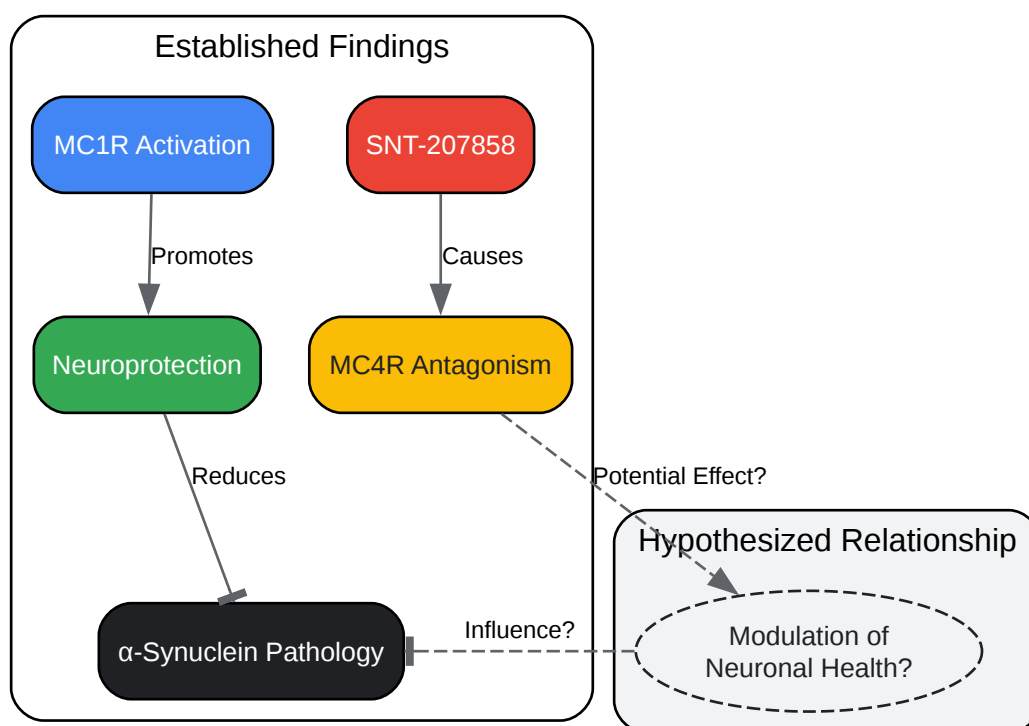 Established Findings
MC1R Activation
SNT-207858
Promotes
Causes
Neuroprotection
MC4R Antagonism
Reduces
Potential Effect?
Hypothesized Relationship
α-Synuclein Pathology
Influence?
Modulation of
Neuronal Health?